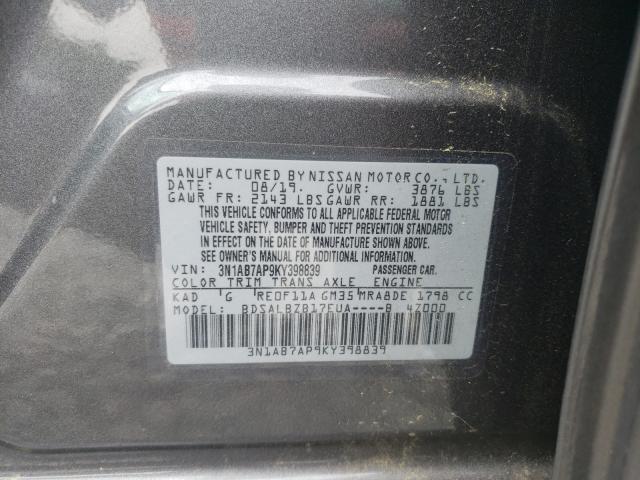 MANUFACTURED BY NISSAN MOTOR CO., LTD.
DATE: 08/19. GVWR: 3876 LBS
GAWR FR: 2143 LBS GAWR RR: 1881 LBS
THIS VEHICLE CONFORMS TO ALL APPLICABLE FEDERAL MOTOR
VEHICLE SAFETY, BUMPER AND THEFT PREVENTION STANDARDS
IN EFFECT ON THE DATE OF MANUFACTURE SHOWN ABOVE.
SEE OWNER'S MANUAL FOR ADDITIONAL INFORMATION.
VIN: 3N1AB7AP9KY398839 PASSENGER CAR.
COLOR TRIM TRANS AXLE ENGINE
KAD G RE0F11A GM35 MRA8DE 1798 CC
MODEL: BDSALBZB17EUA----B 4Z000
3N1AB7AP9KY398839